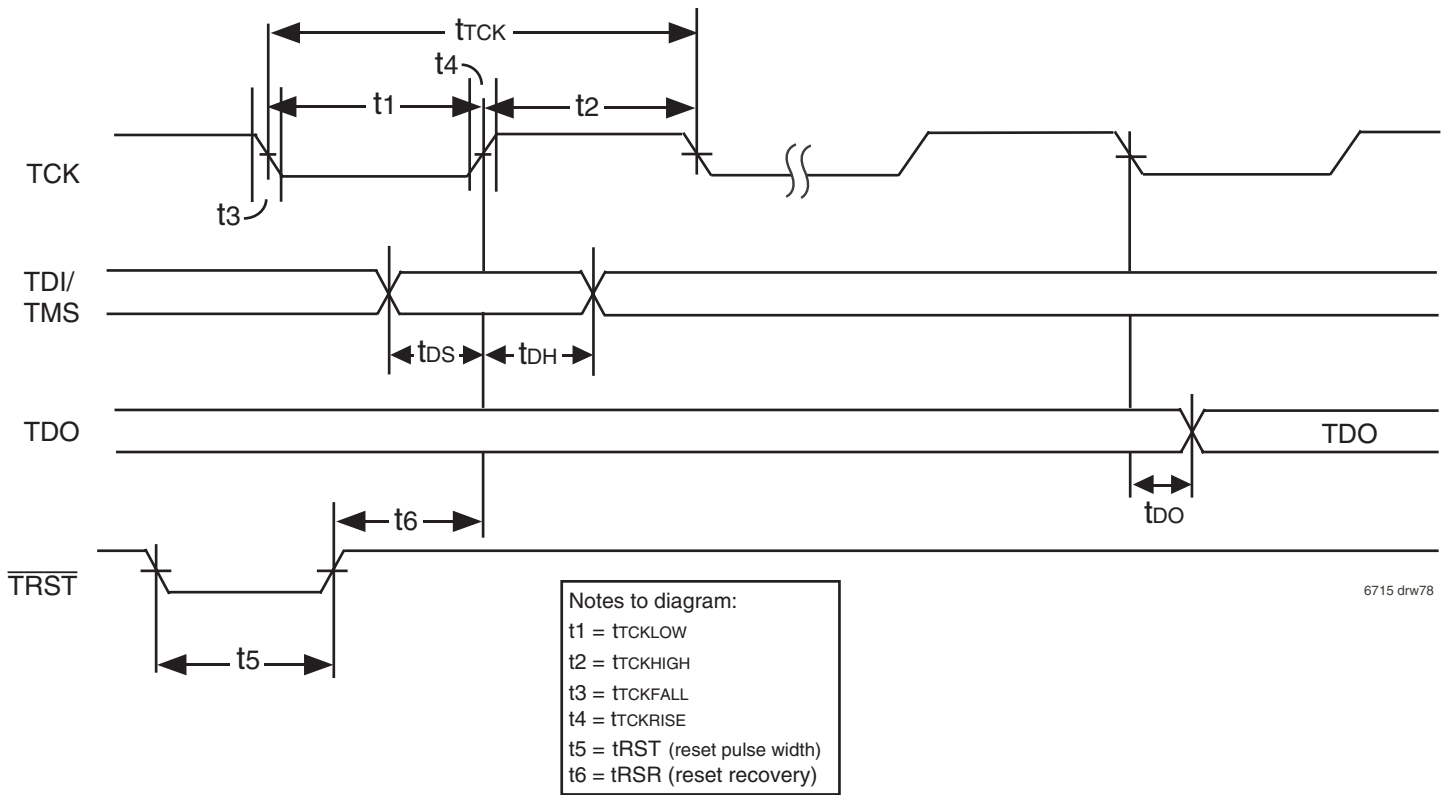 tTCK
t4
t1
t2
TCK
t3
TDI/
TMS
tDS
tDH
TDO
TDO
tDO
t6
TRST
6715 drw78
t5
Notes to diagram:
t1 = tTCKLOW
t2 = tTCKHIGH
t3 = tTCKFALL
t4 = tTCKRISE
t5 = tRST (reset pulse width)
t6 = tRSR (reset recovery)